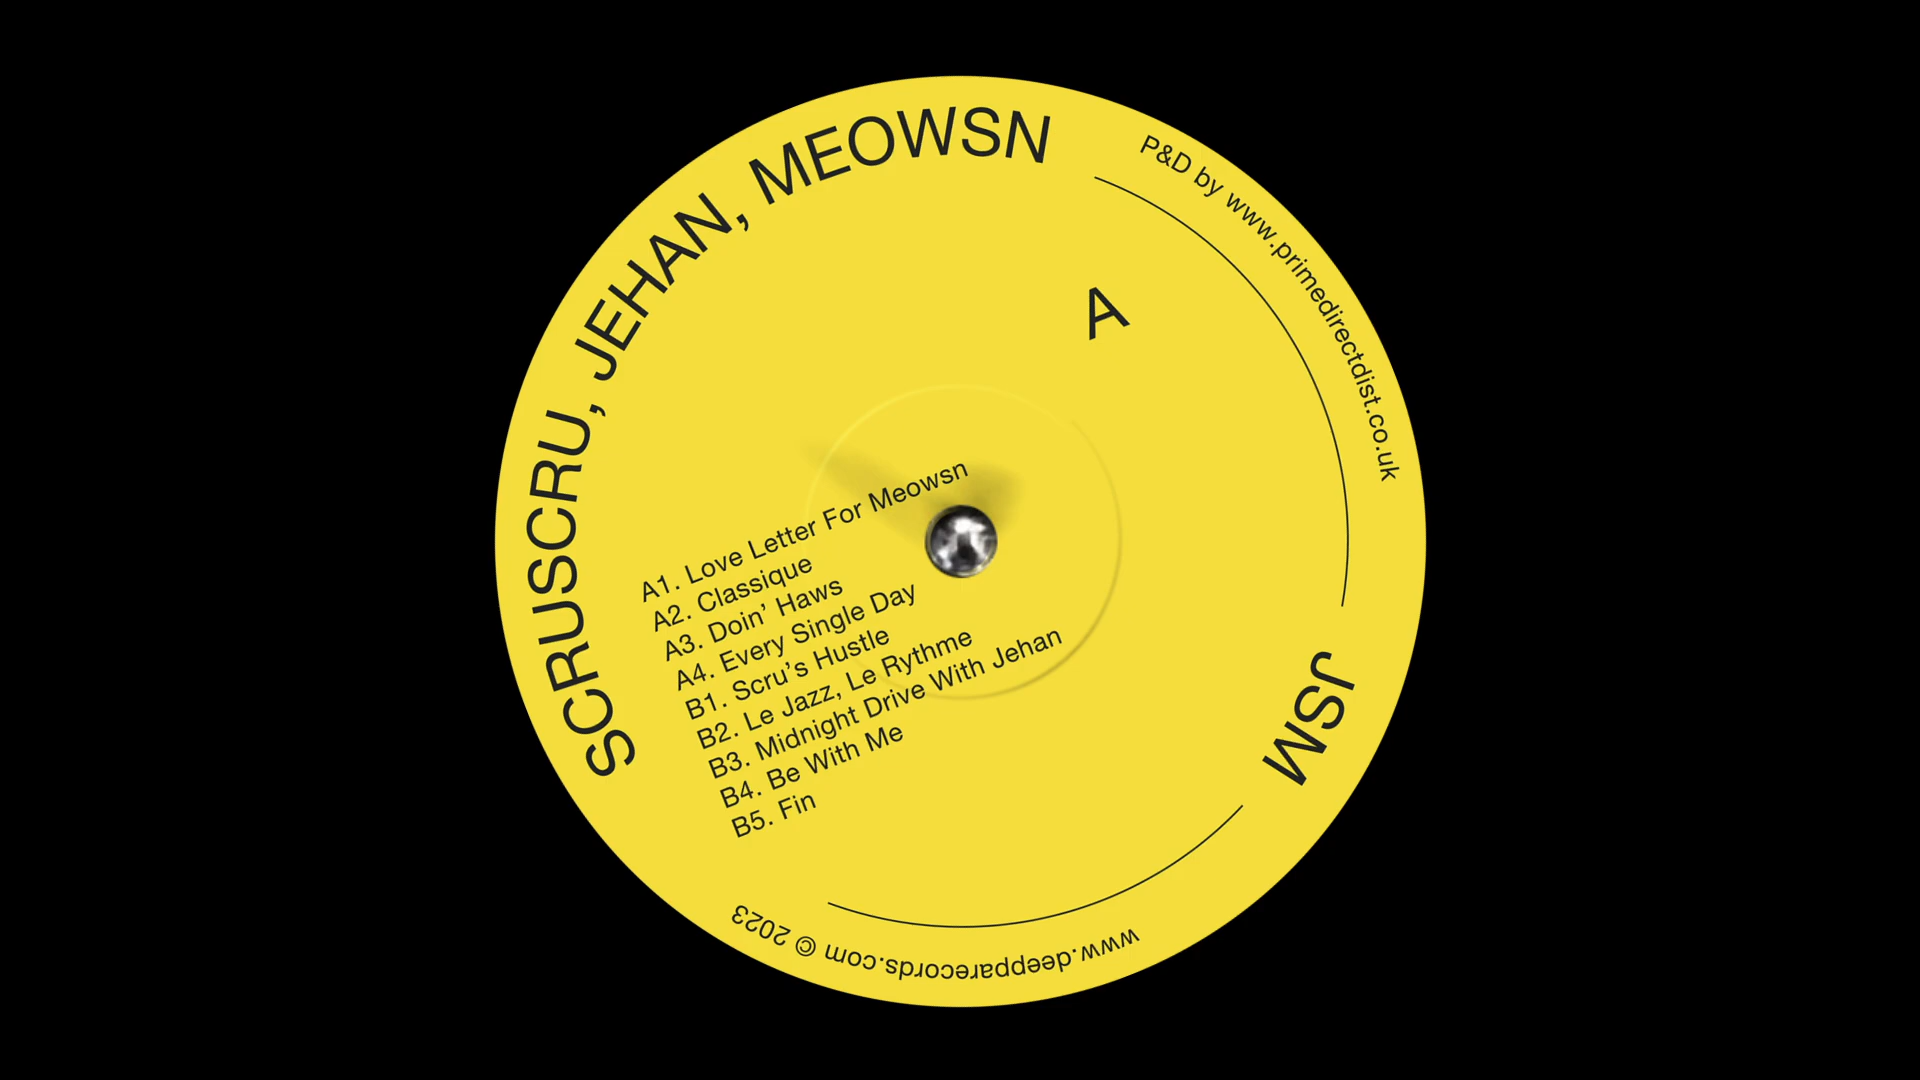 SCRUSCRU, JEHAN, MEOWSN
P&D by www.primedirectdist.co.uk
A
JSM
A1. Love Letter For Meowsn
A2. Classique
A3. Doin’ Haws
A4. Every Single Day
B1. Scru’s Hustle
B2. Le Jazz, Le Rythme
B3. Midnight Drive With Jehan
B4. Be With Me
B5. Fin
www.deepparecords.com © 2023